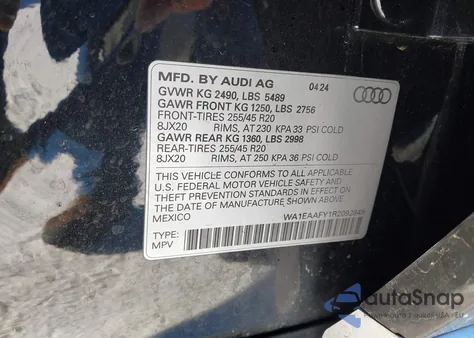 MFD. BY AUDI AG 04 24
GVWR KG 2490, LBS 5489
GAWR FRONT KG 1250, LBS 2756
FRONT-TIRES 255/45 R20
8JX20 RIMS, AT 230 KPA 33 PSI COLD
GAWR REAR KG 1360, LBS 2998
REAR-TIRES 255/45 R20
8JX20 RIMS, AT 250 KPA 36 PSI COLD
THIS VEHICLE CONFORMS TO ALL APPLICABLE
U.S. FEDERAL MOTOR VEHICLE SAFETY AND
THEFT PREVENTION STANDARDS IN EFFECT ON
THE DATE OF MANUFACTURE SHOWN ABOVE.
MEXICO
TYPE:
MPV
autoSnap